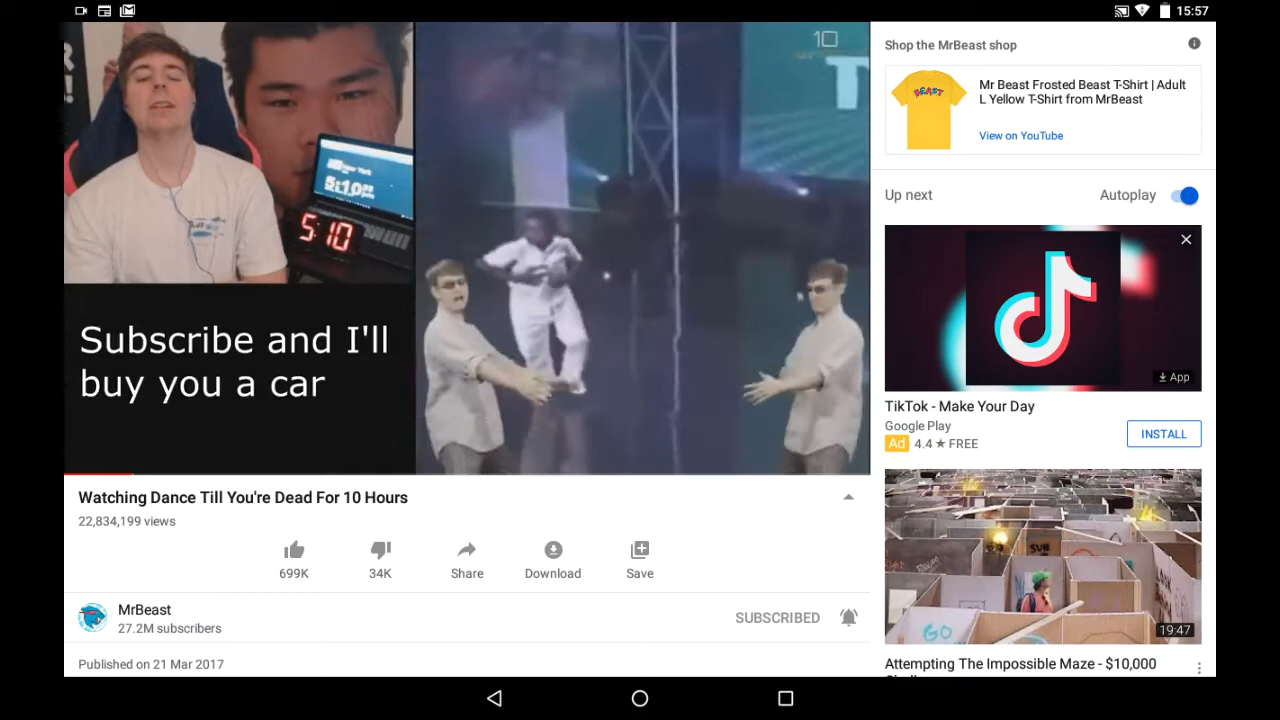 15:57
5:10
Subscribe and I'll
buy you a car
Watching Dance Till You're Dead For 10 Hours
22,834,199 views
699K
34K
Share
Download
Save
MrBeast
27.2M subscribers
SUBSCRIBED
Published on 21 Mar 2017
Shop the MrBeast shop
BEAST
Mr Beast Frosted Beast T-Shirt | Adult
L Yellow T-Shirt from MrBeast
View on YouTube
Up next
Autoplay
App
TikTok - Make Your Day
Google Play
Ad 4.4 ★ FREE
INSTALL
SVB
GO
19:47
Attempting The Impossible Maze - $10,000